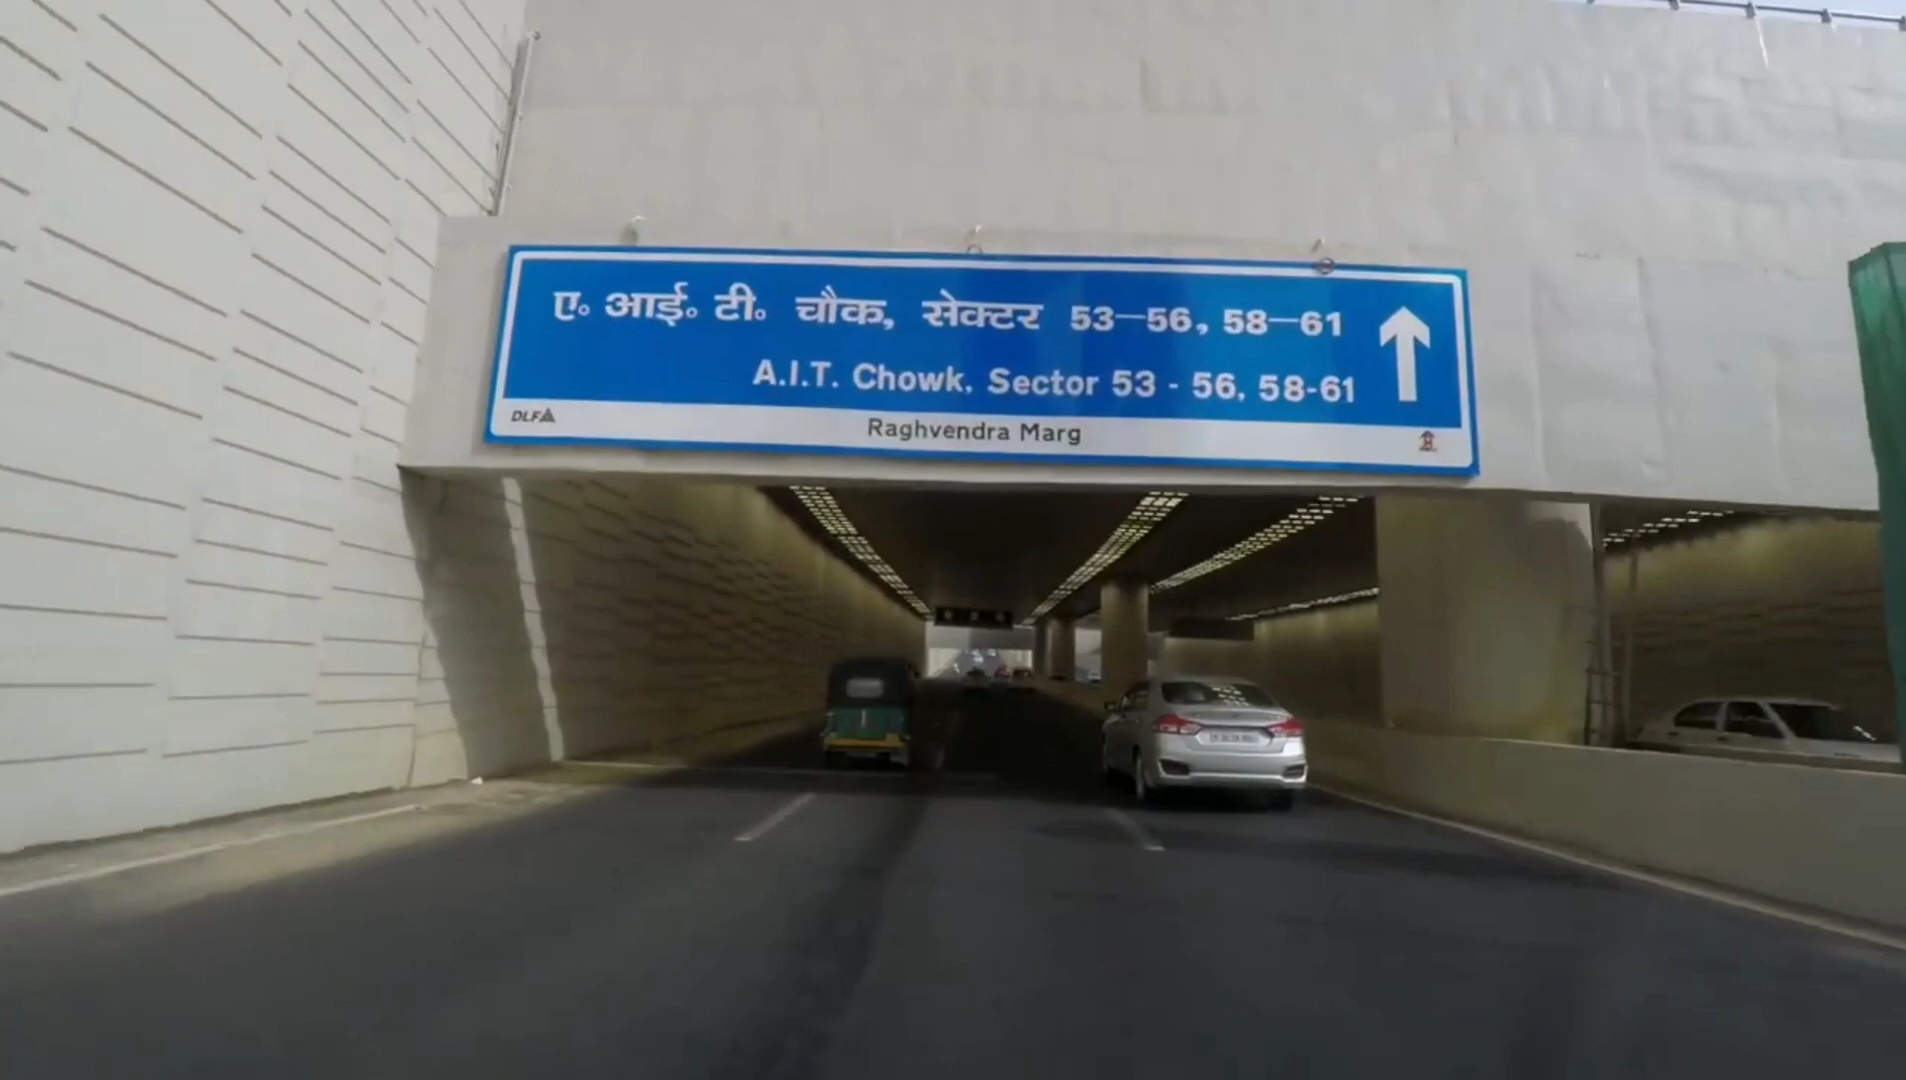 ए॰ आई॰ टी॰ चौक, सेक्टर 53—56, 58—61
A.I.T. Chowk, Sector 53 - 56, 58-61
DLF
Raghvendra Marg